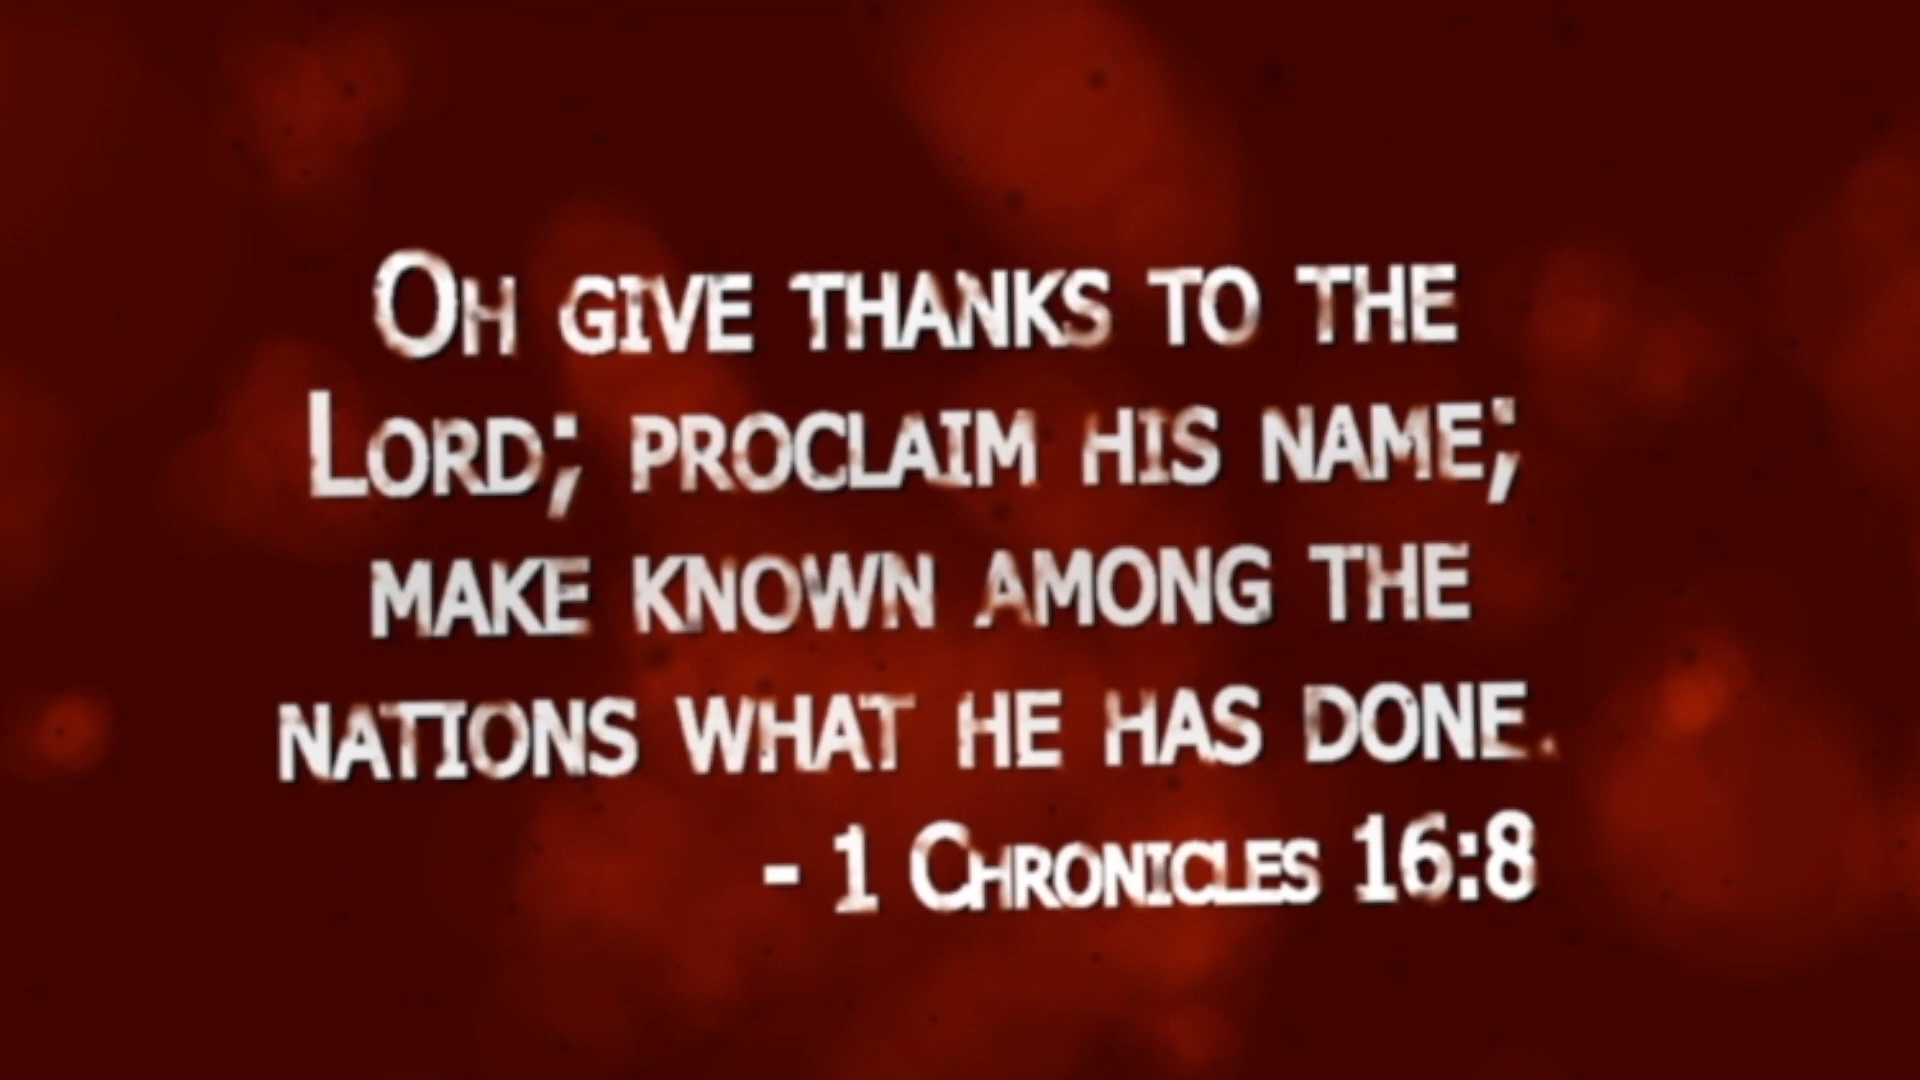 Oh give thanks to the
Lord; proclaim his name;
make known among the
nations what he has done.
- 1 Chronicles 16:8